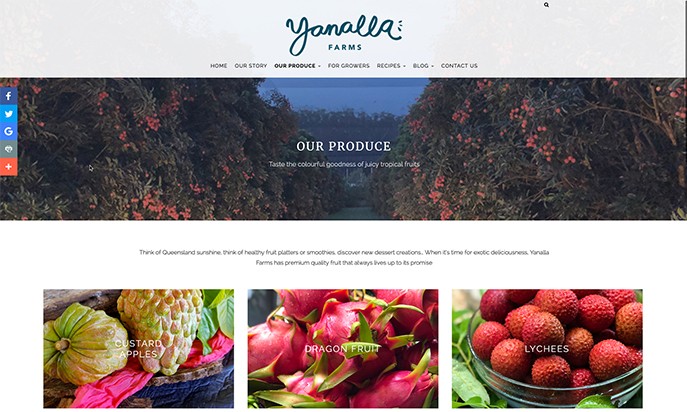 Yanalla
FARMS
HOME OUR STORY OUR PRODUCE FOR GROWERS RECIPES BLOG CONTACT US
OUR PRODUCE
Taste the colourful goodness of juicy tropical fruits
Think of Queensland sunshine; think of healthy fruit platters or smoothies, discover new dessert creations.. When it's time for exotic deliciousness, Yanalla
Farms has premium quality fruit that always lives up to its promise
CUSTARD
APPLES
DRAGON FRUIT
LYCHEES